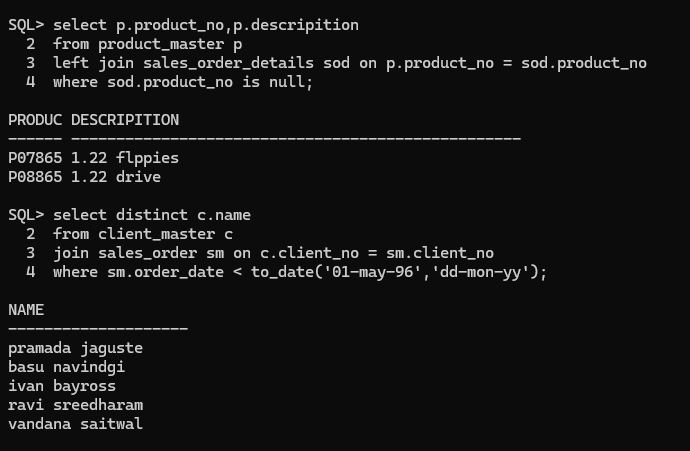 SQL> select p.product_no,p.descripition
  2  from product_master p
  3  left join sales_order_details sod on p.product_no = sod.product_no
  4  where sod.product_no is null;
PRODUC DESCRIPITION
------ --------------------------------------------------
P07865 1.22 flppies
P08865 1.22 drive
SQL> select distinct c.name
  2  from client_master c
  3  join sales_order sm on c.client_no = sm.client_no
  4  where sm.order_date < to_date('01-may-96','dd-mon-yy');
NAME
--------------------
pramada jaguste
basu navindgi
ivan bayross
ravi sreedharam
vandana saitwal